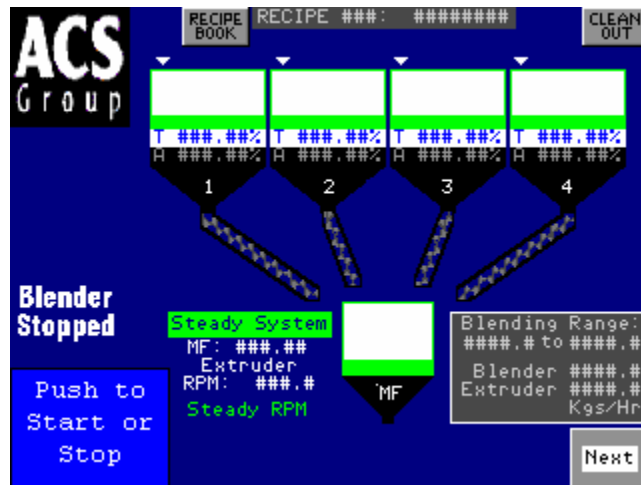 ACS
Group
RECIPE
BOOK
RECIPE ###: ########
CLEAN
OUT
T ###.##%
A ###.##%
1
T ###.##%
A ###.##%
2
T ###.##%
A ###.##%
3
T ###.##%
A ###.##%
4
Blender
Stopped
Push to
Start or
Stop
Steady System
MF: ###.##
Extruder
RPM: ###.#
Steady RPM
MF
Blending Range:
####.# to ####.#
Blender ####.#
Extruder ####.#
Kgs/Hr
Next